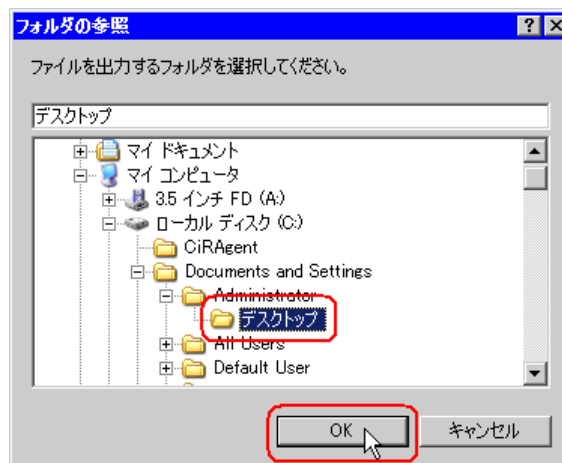 フォルダの参照
ファイルを出力するフォルダを選択してください。
デスクトップ
マイ ドキュメント
マイ コンピュータ
3.5 インチ FD (A:)
ローカル ディスク (C:)
CiRAgent
Documents and Settings
Administrator
デスクトップ
All Users
Default User
OK キャンセル